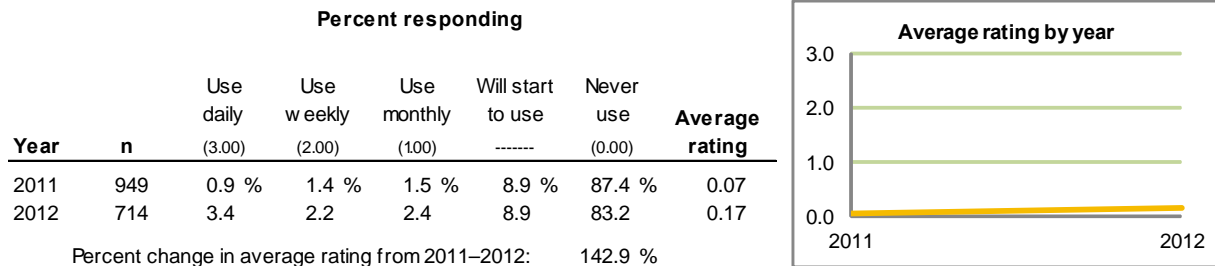 Percent responding
Use daily (3.00)
Use weekly (2.00)
Use monthly (1.00)
Will start to use -------
Never use (0.00)
Average rating
Year n
2011 949 0.9 % 1.4 % 1.5 % 8.9 % 87.4 % 0.07
2012 714 3.4 2.2 2.4 8.9 83.2 0.17
Percent change in average rating from 2011–2012: 142.9 %
Average rating by year
3.0
2.0
1.0
0.0
2011 2012